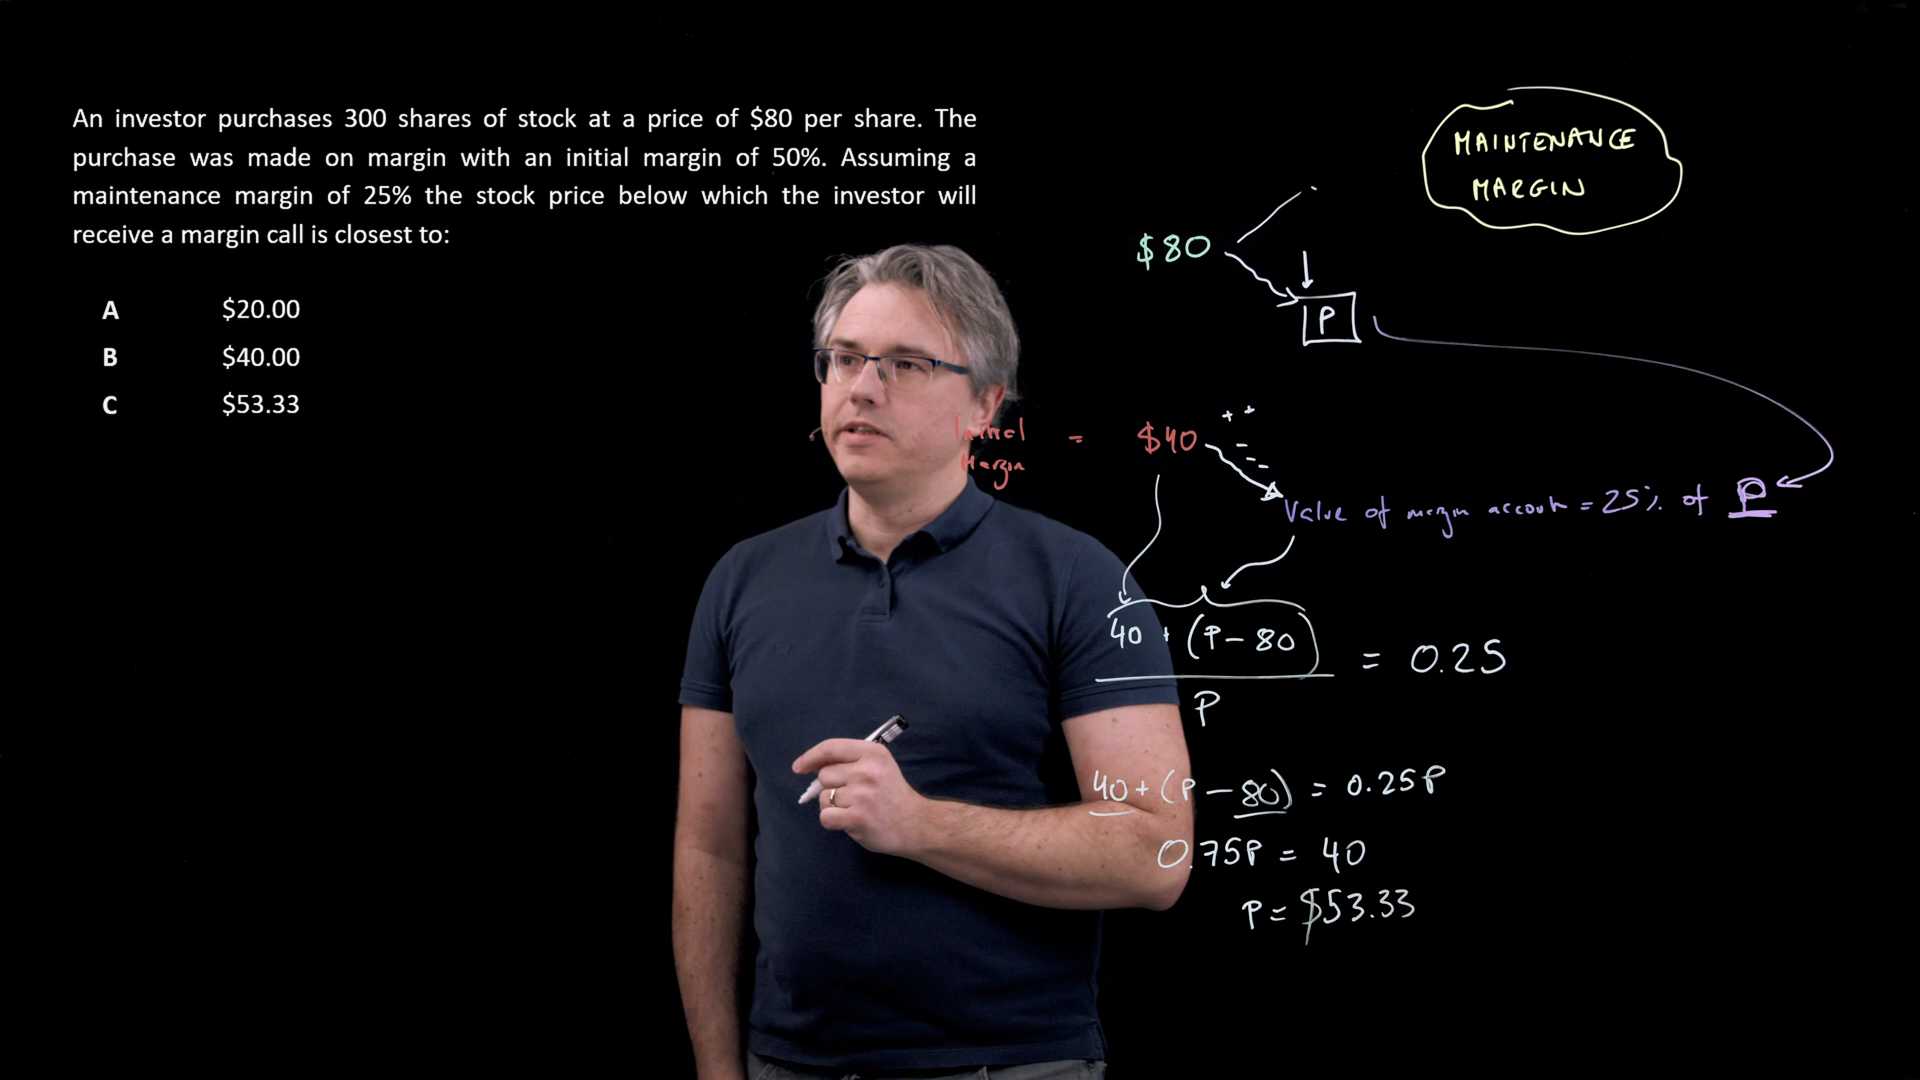 An investor purchases 300 shares of stock at a price of $80 per share. The
purchase was made on margin with an initial margin of 50%. Assuming a
maintenance margin of 25% the stock price below which the investor will
receive a margin call is closest to:
A $20.00
B $40.00
C $53.33
MAINTENANCE
MARGIN
$80
P
Initial = $40
Margin
+ +
- - -
Value of margin account = 25% of P
40 + (P - 80)
= 0.25
P
40 + (P - 80) = 0.25P
0.75P = 40
P = $53.33